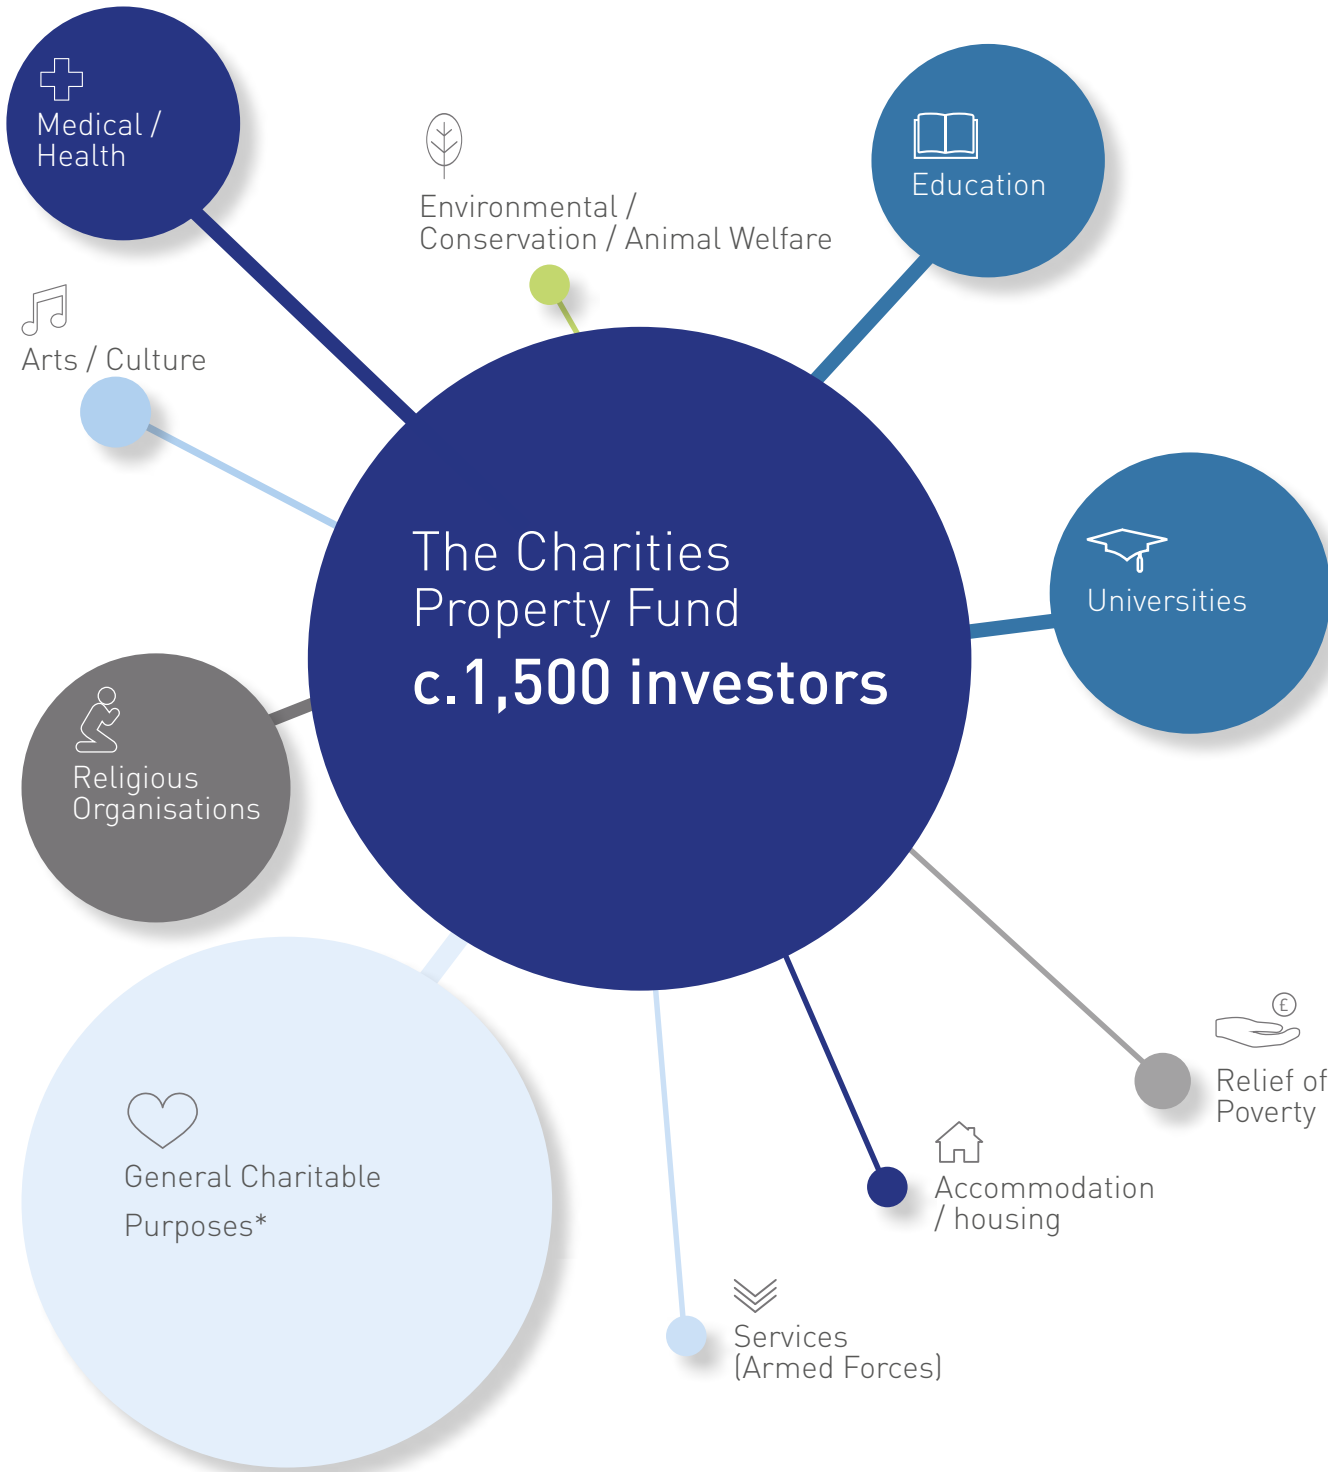 Medical /
Health
Environmental /
Conservation / Animal Welfare
Education
Arts / Culture
The Charities
Property Fund
c.1,500 investors
Universities
Religious
Organisations
General Charitable
Purposes*
£
Relief of
Poverty
Accommodation
/ housing
Services
(Armed Forces)